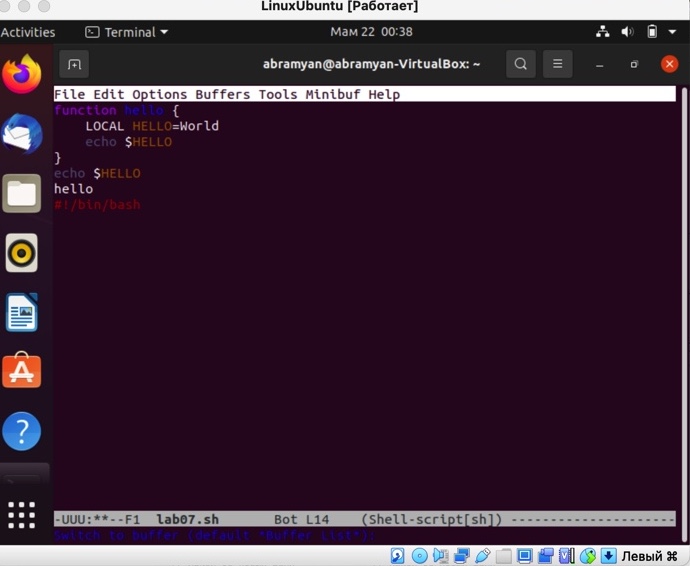 LinuxUbuntu [Работает]
Activities
Terminal
Мам 22 00:38
abramyan@abramyan-VirtualBox: ~
File Edit Options Buffers Tools Minibuf Help
function hello {
LOCAL HELLO=World
echo $HELLO
}
echo $HELLO
hello
#!/bin/bash
-UUU:**--F1 lab07.sh Bot L14 (Shell-script[sh]) ---------------------
Switch to buffer (default *Buffer List*):
Левый ⌘